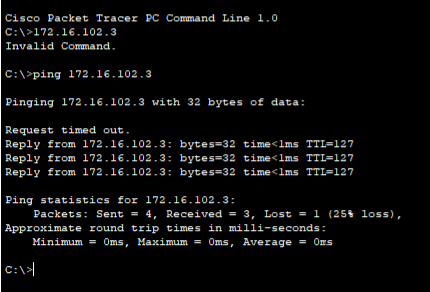 Cisco Packet Tracer PC Command Line 1.0
C:\>172.16.102.3
Invalid Command.
C:\>ping 172.16.102.3
Pinging 172.16.102.3 with 32 bytes of data:
Request timed out.
Reply from 172.16.102.3: bytes=32 time<1ms TTL=127
Reply from 172.16.102.3: bytes=32 time<1ms TTL=127
Reply from 172.16.102.3: bytes=32 time<1ms TTL=127
Ping statistics for 172.16.102.3:
Packets: Sent = 4, Received = 3, Lost = 1 (25% loss),
Approximate round trip times in milli-seconds:
Minimum = 0ms, Maximum = 0ms, Average = 0ms
C:\>